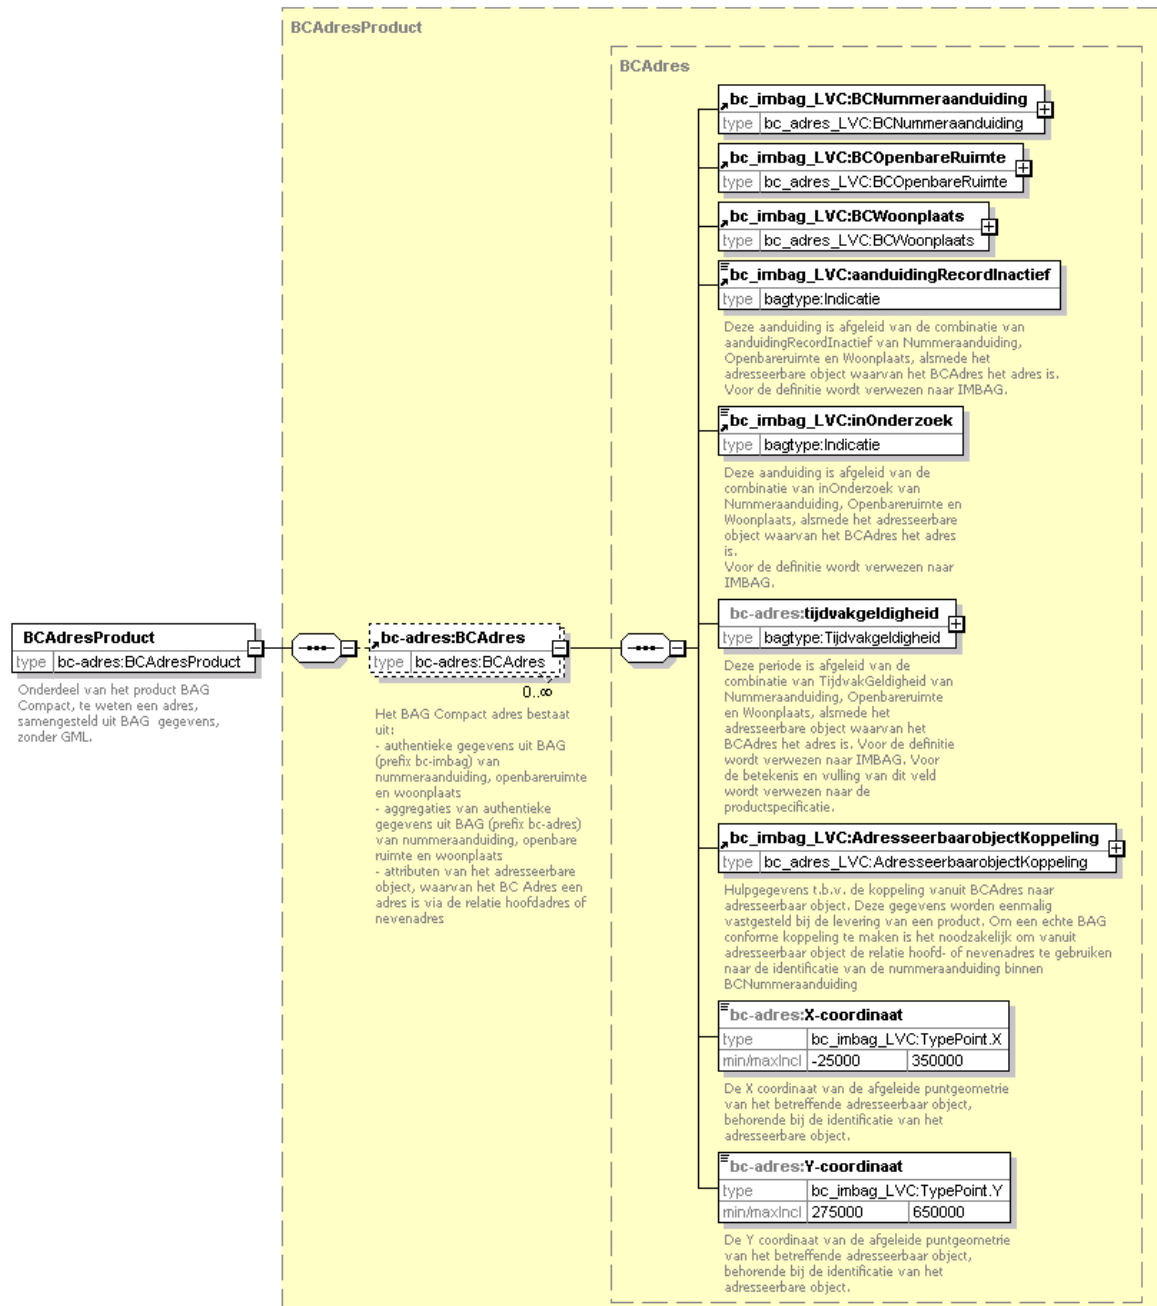 BCAdresProduct
BCAdres
bc_imbag_LVC:BCNummeraanduiding
type bc_adres_LVC:BCNummeraanduiding
bc_imbag_LVC:BCOpenbareRuimte
type bc_adres_LVC:BCOpenbareRuimte
bc_imbag_LVC:BCWoonplaats
type bc_adres_LVC:BCWoonplaats
bc_imbag_LVC:aanduidingRecordInactief
type bagtype:Indicatie
Deze aanduiding is afgeleid van de combinatie van
aanduidingRecordInactief van Nummeraanduiding,
Openbareruimte en Woonplaats, alsmede het
adresseerbare object waarvan het BCAdres het adres is.
Voor de definitie wordt verwezen naar IMBAG.
bc_imbag_LVC:inOnderzoek
type bagtype:Indicatie
Deze aanduiding is afgeleid van de
combinatie van inOnderzoek van
Nummeraanduiding, Openbareruimte en
Woonplaats, alsmede het adresseerbare
object waarvan het BCAdres het adres
is.
Voor de definitie wordt verwezen naar
IMBAG.
BCAdresProduct
type bc-adres:BCAdresProduct
Onderdeel van het product BAG
Compact, te weten een adres,
samengesteld uit BAG gegevens,
zonder GML.
bc-adres:BCAdres
type bc-adres:BCAdres
0..∞
Het BAG Compact adres bestaat
uit:
- authentieke gegevens uit BAG
(prefix bc-imbag) van
nummeraanduiding, openbareruimte
en woonplaats
- aggregaties van authentieke
gegevens uit BAG (prefix bc-adres)
van nummeraanduiding, openbare
ruimte en woonplaats
- attributen van het adresseerbare
object, waarvan het BC Adres een
adres is via de relatie hoofdadres of
nevenadres
bc-adres:tijdvakgeldigheid
type bagtype:Tijdvakgeldigheid
Deze periode is afgeleid van de
combinatie van TijdvakGeldigheid van
Nummeraanduiding, Openbareruimte
en Woonplaats, alsmede het
adresseerbare object waarvan het
BCAdres het adres is. Voor de definitie
wordt verwezen naar IMBAG. Voor
de betekenis en vulling van dit veld
wordt verwezen naar de
productspecificatie.
bc_imbag_LVC:AdresseerbaarobjectKoppeling
type bc_adres_LVC:AdresseerbaarobjectKoppeling
Hulpgegevens t.b.v. de koppeling vanuit BCAdres naar
adresseerbaar object. Deze gegevens worden eenmalig
vastgesteld bij de levering van een product. Om een echte BAG
conforme koppeling te maken is het noodzakelijk om vanuit
adresseerbaar object de relatie hoofd- of nevenadres te gebruiken
naar de identificatie van de nummeraanduiding binnen
BCNummeraanduiding
bc-adres:X-coordinaat
type bc_imbag_LVC:TypePoint.X
min/maxIncl -25000 350000
De X coordinaat van de afgeleide puntgeometrie
van het betreffende adresseerbaar object,
behorende bij de identificatie van het
adresseerbare object.
bc-adres:Y-coordinaat
type bc_imbag_LVC:TypePoint.Y
min/maxIncl 275000 650000
De Y coordinaat van de afgeleide puntgeometrie
van het betreffende adresseerbaar object,
behorende bij de identificatie van het
adresseerbare object.